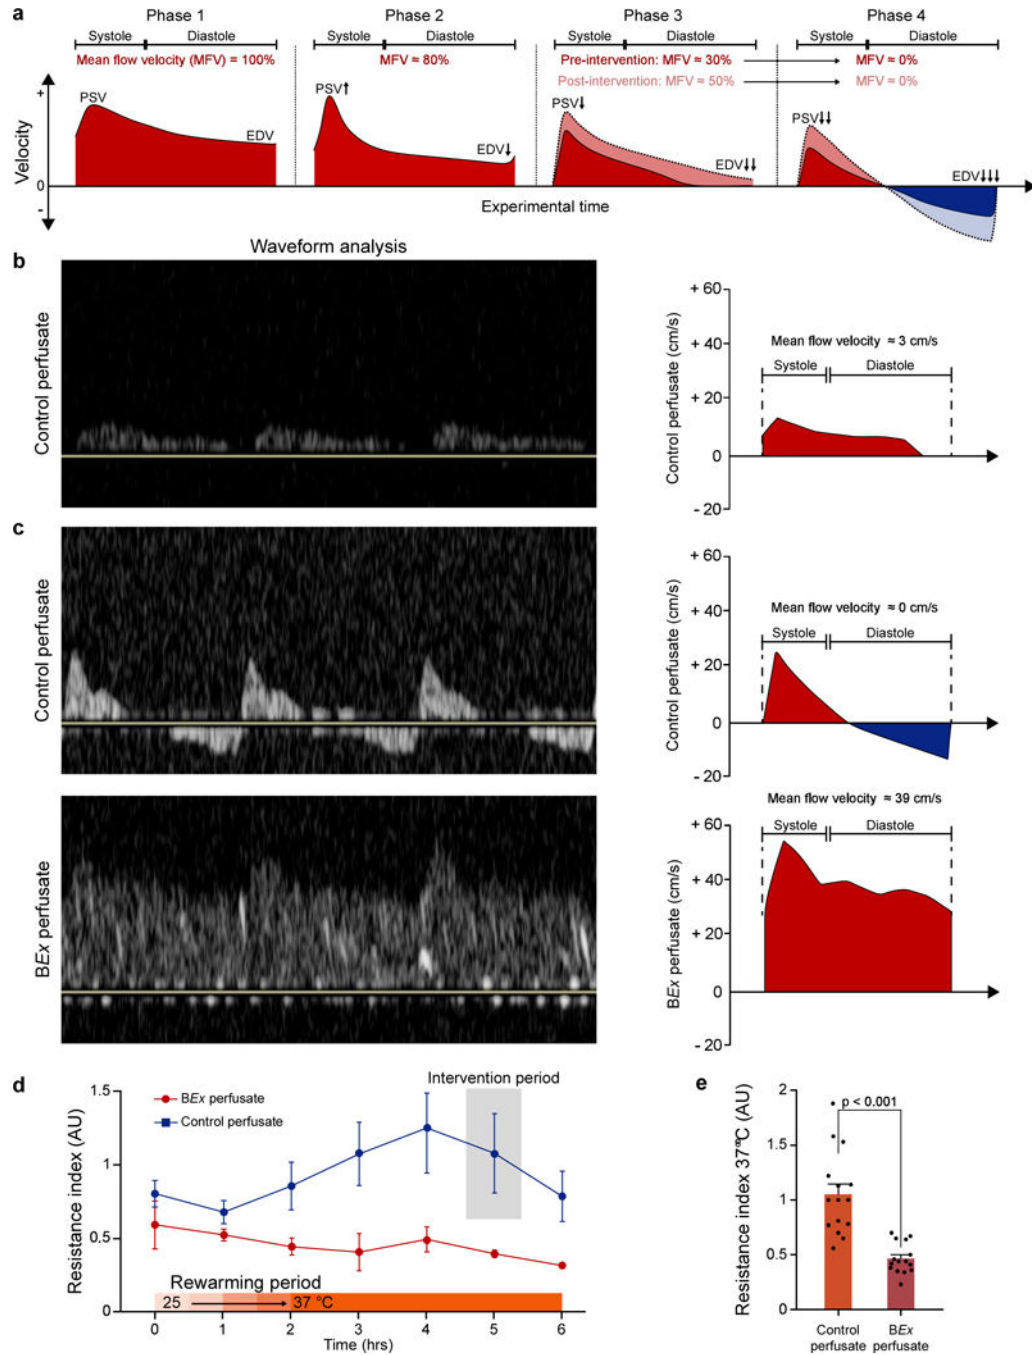 a
Phase 1
Phase 2
Phase 3
Phase 4
Systole
Diastole
Systole
Diastole
Systole
Diastole
Systole
Diastole
Mean flow velocity (MFV) = 100%
MFV ≈ 80%
Pre-intervention: MFV ≈ 30%
MFV ≈ 0%
Post-intervention: MFV ≈ 50%
MFV ≈ 0%
Velocity
+
0
-
PSV
EDV
PSV↑
EDV↓
PSV↓
EDV↓↓
PSV↓↓
EDV↓↓↓
Experimental time
Waveform analysis
b
Control perfusate
Control perfusate (cm/s)
+ 60
+ 40
+ 20
0
- 20
Mean flow velocity ≈ 3 cm/s
Systole
Diastole
c
Control perfusate
Control perfusate (cm/s)
+ 60
+ 40
+ 20
0
- 20
Mean flow velocity ≈ 0 cm/s
Systole
Diastole
BEx perfusate
BEx perfusate (cm/s)
Mean flow velocity ≈ 39 cm/s
+ 60
+ 40
+ 20
0
- 20
Systole
Diastole
d
Resistance index (AU)
1.5
1
0.5
0
BEx perfusate
Control perfusate
Intervention period
Rewarming period
25
37 °C
0
1
2
3
4
5
6
Time (hrs)
e
Resistance index 37°C (AU)
2
1.5
1
0.5
0
p < 0.001
Control
perfusate
BEx
perfusate